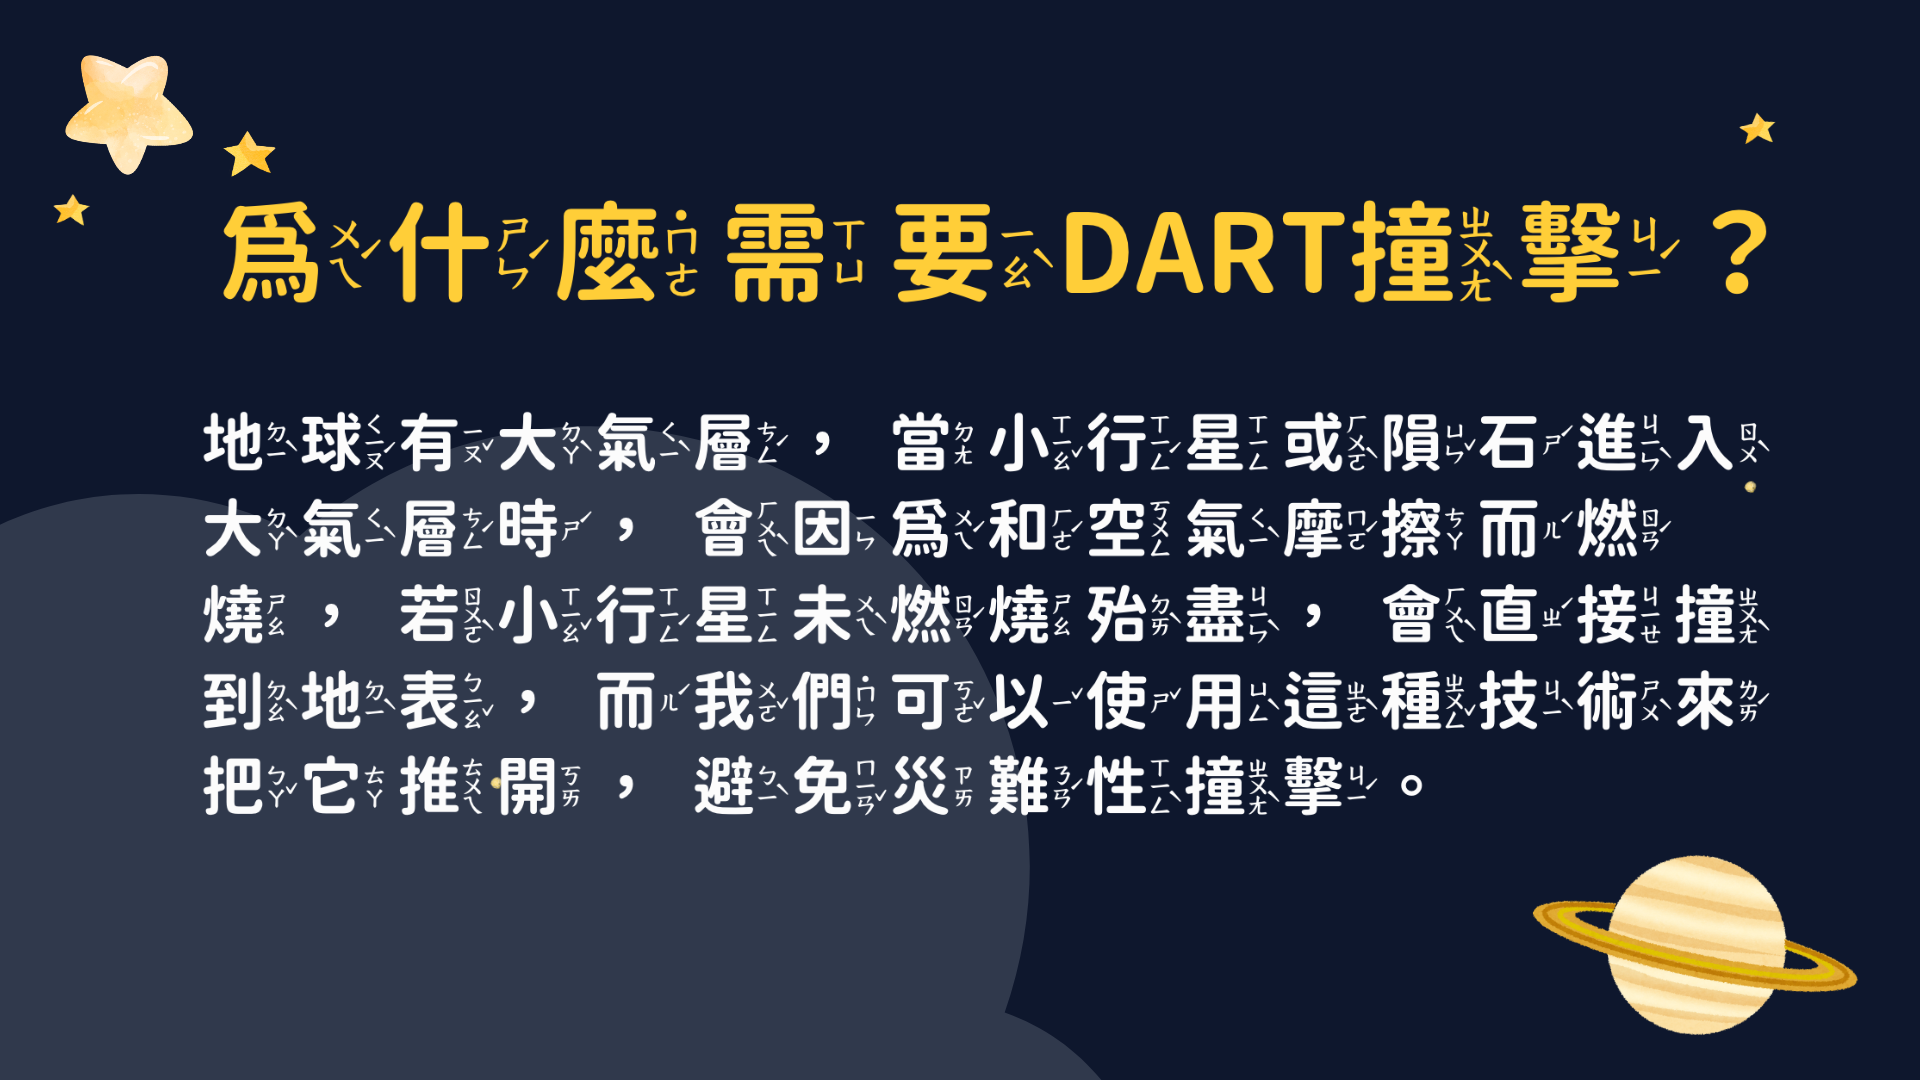 爲什麼需要DART撞擊？
地球有大氣層，當小行星或隕石進入
大氣層時，會因爲和空氣摩擦而燃
燒，若小行星未燃燒殆盡，會直接撞
到地表，而我們可以使用這種技術來
把它推開，避免災難性撞擊。